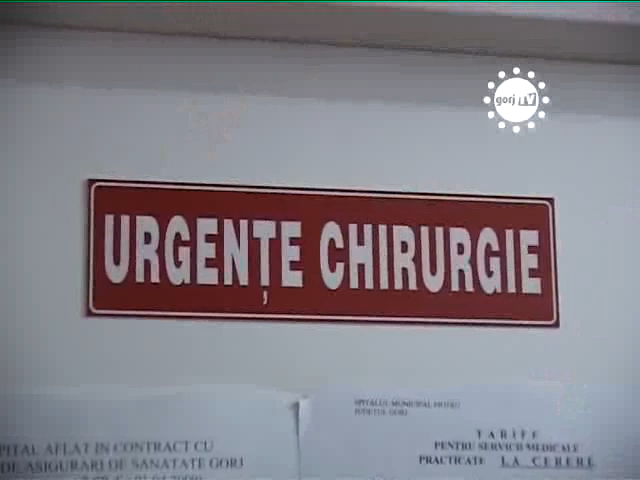 gorj TV
URGENȚE CHIRURGIE
SPITALUL MUNICIPAL MOTRU
JUDETUL GORJ
PITAL AFLAT IN CONTRACT CU
DE ASIGURARI DE SANATATE GORJ
TARIFE
PENTRU SERVICII MEDICALE
PRACTICATE LA CERERE